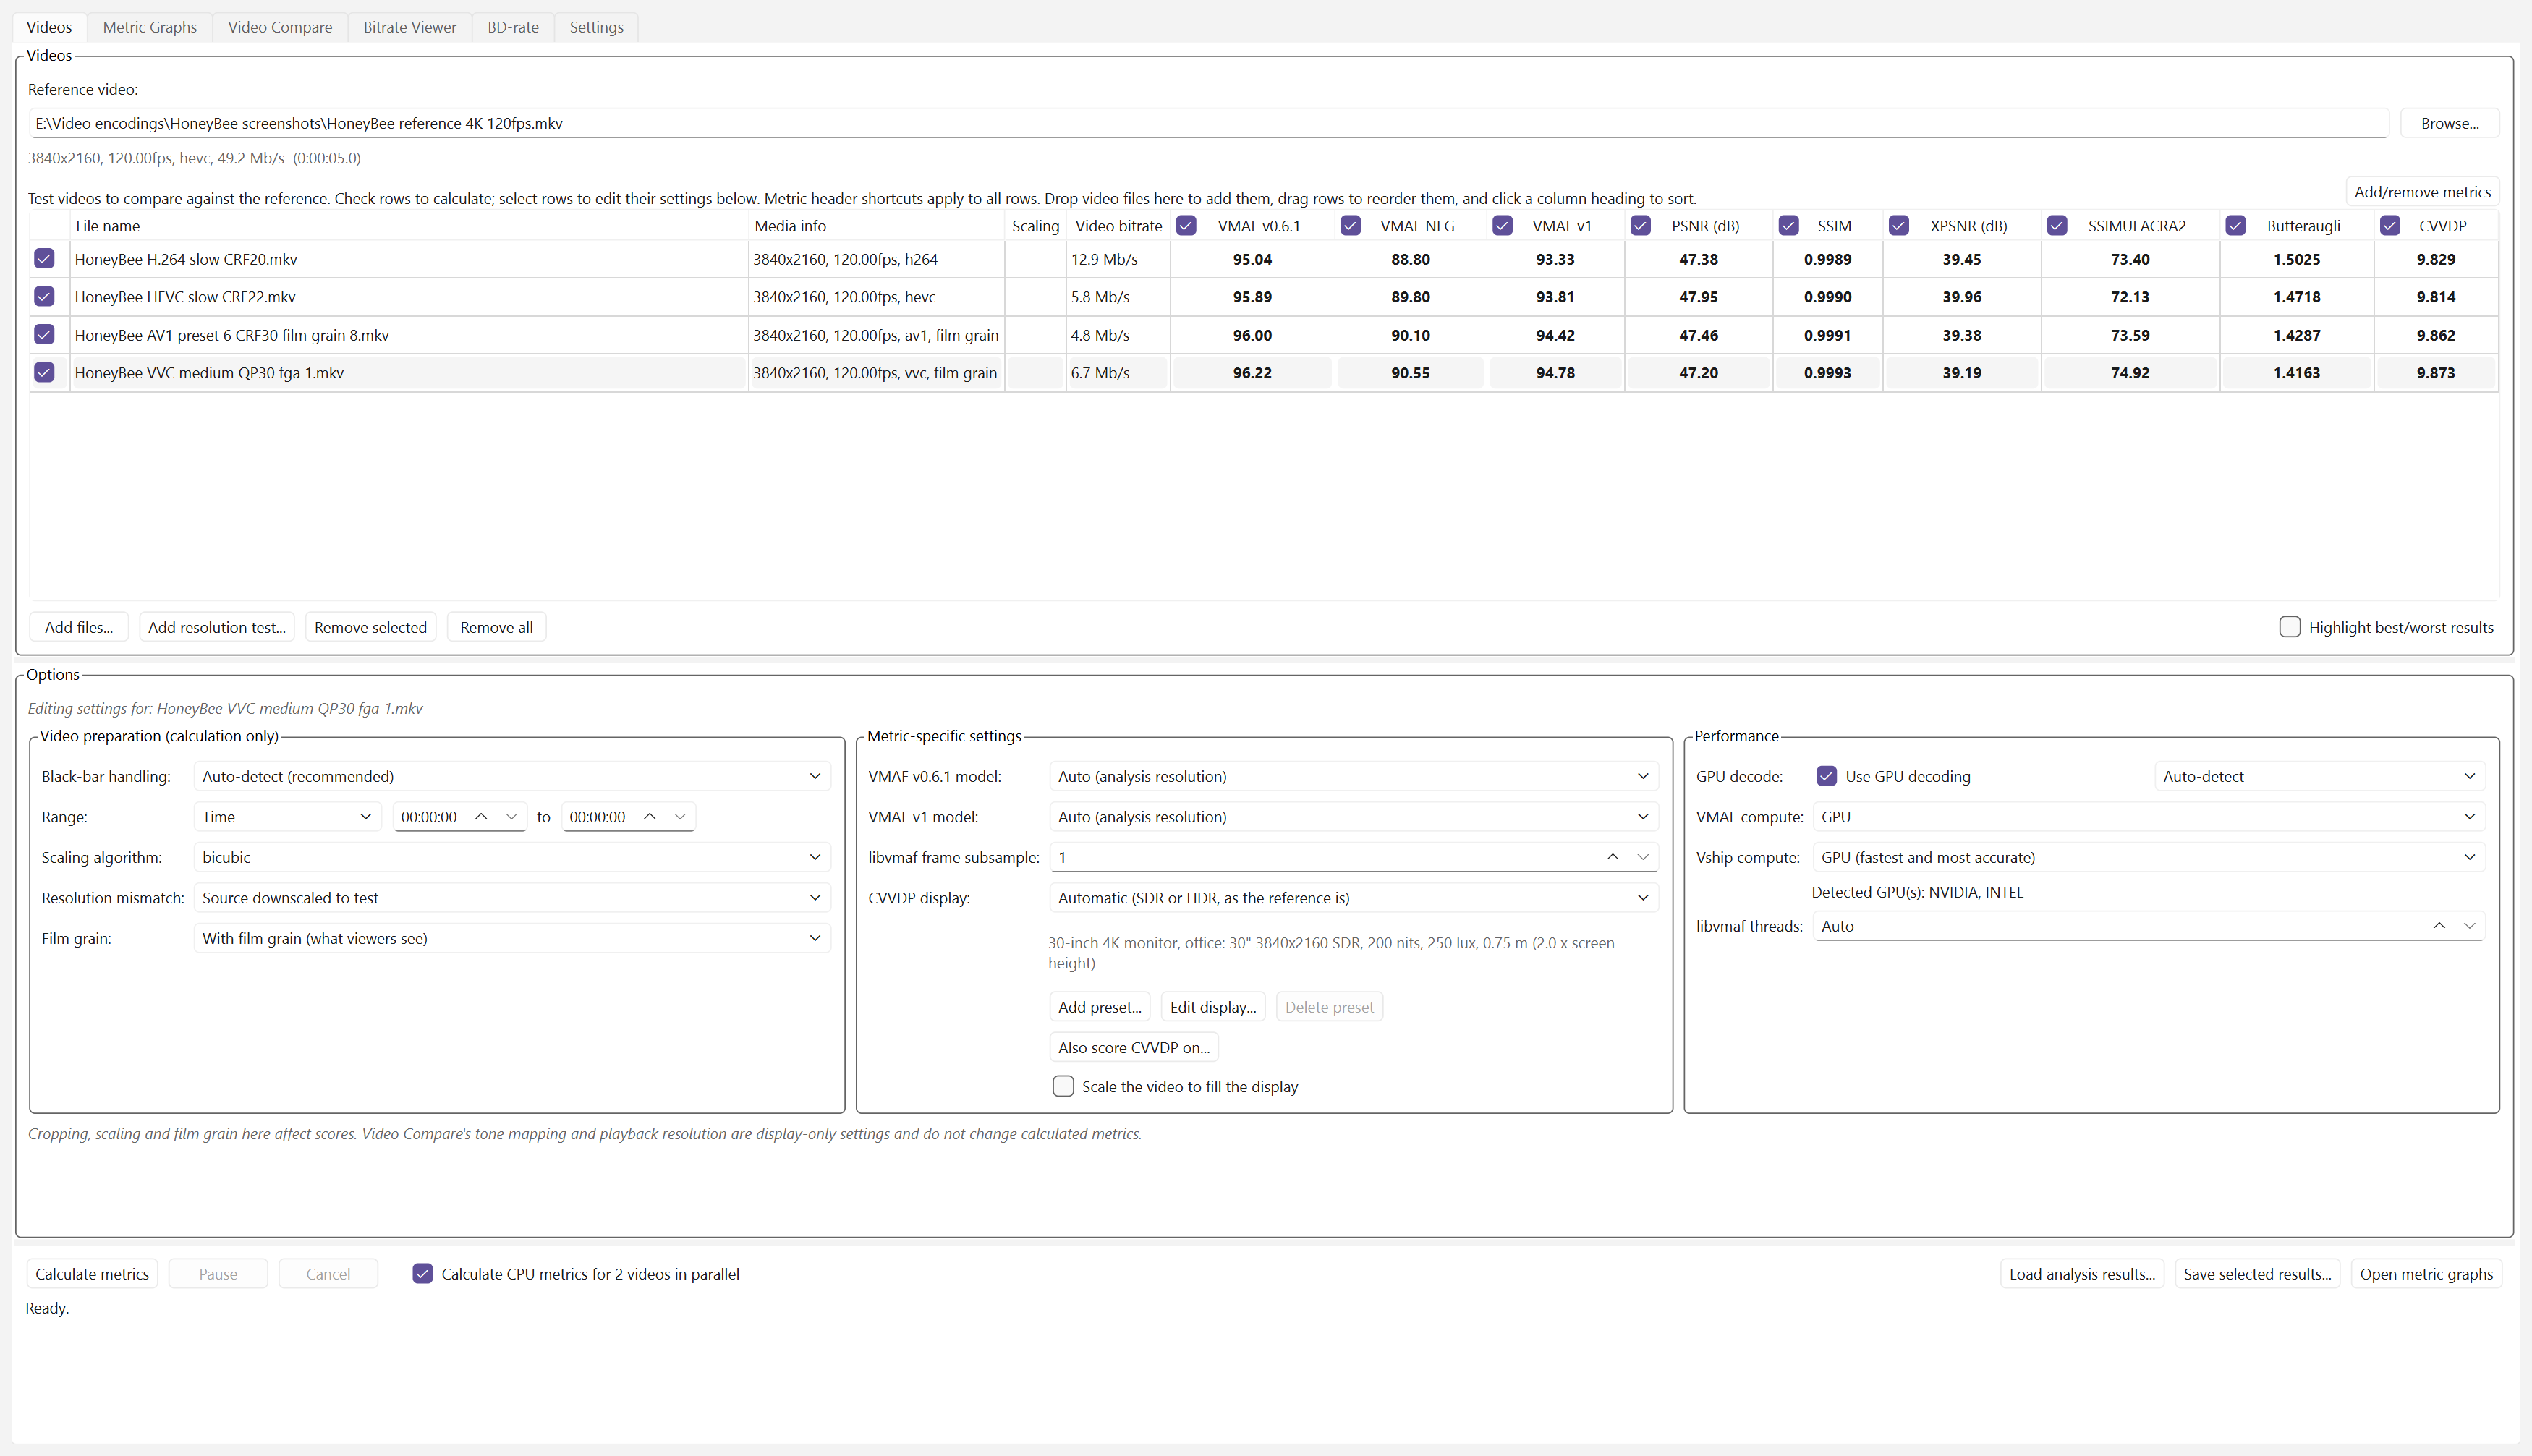 Videos Metric Graphs Video Compare Bitrate Viewer BD-rate Settings
Videos
Reference video:
E:\Video encodings\HoneyBee screenshots\HoneyBee reference 4K 120fps.mkv Browse...
3840x2160, 120.00fps, hevc, 49.2 Mb/s (0:00:05.0)
Add/remove metrics
Test videos to compare against the reference. Check rows to calculate; select rows to edit their settings below. Metric header shortcuts apply to all rows. Drop video files here to add them, drag rows to reorder them, and click a column heading to sort.
File name Media info Scaling Video bitrate VMAF v0.6.1 VMAF NEG VMAF v1 PSNR (dB) SSIM XPSNR (dB) SSIMULACRA2 Butteraugli CVVDP
HoneyBee H.264 slow CRF20.mkv 3840x2160, 120.00fps, h264 12.9 Mb/s 95.04 88.80 93.33 47.38 0.9989 39.45 73.40 1.5025 9.829
HoneyBee HEVC slow CRF22.mkv 3840x2160, 120.00fps, hevc 5.8 Mb/s 95.89 89.80 93.81 47.95 0.9990 39.96 72.13 1.4718 9.814
HoneyBee AV1 preset 6 CRF30 film grain 8.mkv 3840x2160, 120.00fps, av1, film grain 4.8 Mb/s 96.00 90.10 94.42 47.46 0.9991 39.38 73.59 1.4287 9.862
HoneyBee VVC medium QP30 fga 1.mkv 3840x2160, 120.00fps, vvc, film grain 6.7 Mb/s 96.22 90.55 94.78 47.20 0.9993 39.19 74.92 1.4163 9.873
Add files... Add resolution test... Remove selected Remove all Highlight best/worst results
Options
Editing settings for: HoneyBee VVC medium QP30 fga 1.mkv
Video preparation (calculation only)
Black-bar handling: Auto-detect (recommended)
Range: Time 00:00:00 to 00:00:00
Scaling algorithm: bicubic
Resolution mismatch: Source downscaled to test
Film grain: With film grain (what viewers see)
Metric-specific settings
VMAF v0.6.1 model: Auto (analysis resolution)
VMAF v1 model: Auto (analysis resolution)
libvmaf frame subsample: 1
CVVDP display: Automatic (SDR or HDR, as the reference is)
30-inch 4K monitor, office: 30" 3840x2160 SDR, 200 nits, 250 lux, 0.75 m (2.0 x screen
height)
Add preset... Edit display... Delete preset
Also score CVVDP on...
Scale the video to fill the display
Performance
GPU decode: Use GPU decoding Auto-detect
VMAF compute: GPU
Vship compute: GPU (fastest and most accurate)
Detected GPU(s): NVIDIA, INTEL
libvmaf threads: Auto
Cropping, scaling and film grain here affect scores. Video Compare's tone mapping and playback resolution are display-only settings and do not change calculated metrics.
Calculate metrics Pause Cancel Calculate CPU metrics for 2 videos in parallel Load analysis results... Save selected results... Open metric graphs
Ready.